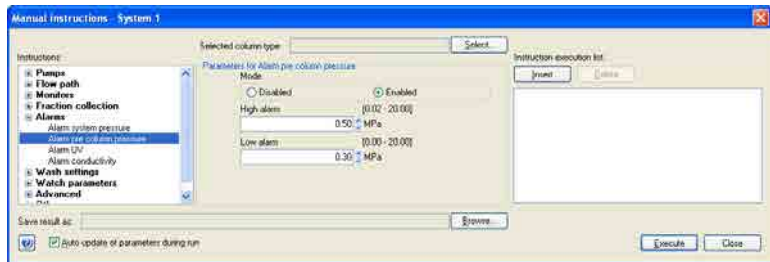 Manual instructions - System 1
Selected column type: Select...
Instructions:
Pumps
Flow path
Monitors
Fraction collection
Alarms
Alarm system pressure
Alarm pre column pressure
Alarm UV
Alarm conductivity
Wash settings
Watch parameters
Advanced
Parameters for Alarm pre column pressure
Mode
Disabled Enabled
High alarm [0.02 - 20.00]
0.50 MPa
Low alarm [0.00 - 20.00]
0.30 MPa
Instruction execution list:
Insert Delete
Save result as: Browse...
Auto update of parameters during run
Execute Close